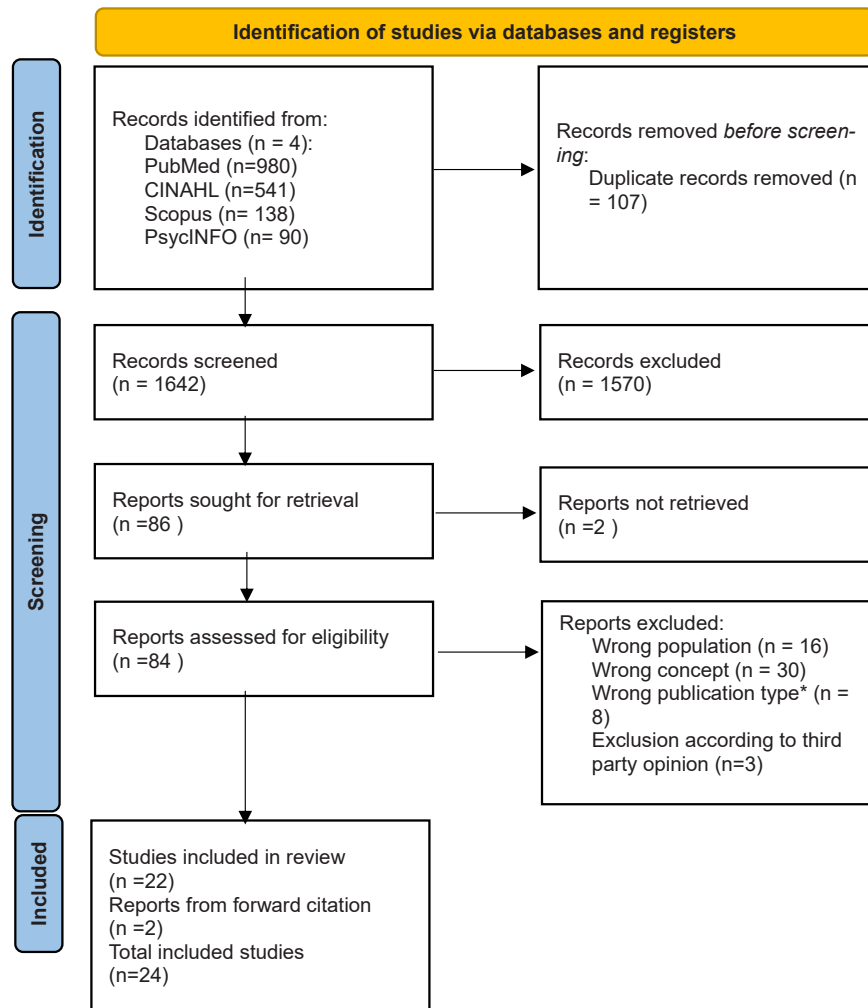 Identification of studies via databases and registers
Identification
Records identified from:
Databases (n = 4):
PubMed (n=980)
CINAHL (n=541)
Scopus (n= 138)
PsycINFO (n= 90)
Records removed before screen-
ing:
Duplicate records removed (n
= 107)
Screening
Records screened
(n = 1642)
Records excluded
(n = 1570)
Reports sought for retrieval
(n =86 )
Reports not retrieved
(n =2 )
Reports assessed for eligibility
(n =84 )
Reports excluded:
Wrong population (n = 16)
Wrong concept (n = 30)
Wrong publication type* (n =
8)
Exclusion according to third
party opinion (n=3)
Included
Studies included in review
(n =22)
Reports from forward citation
(n =2)
Total included studies
(n=24)